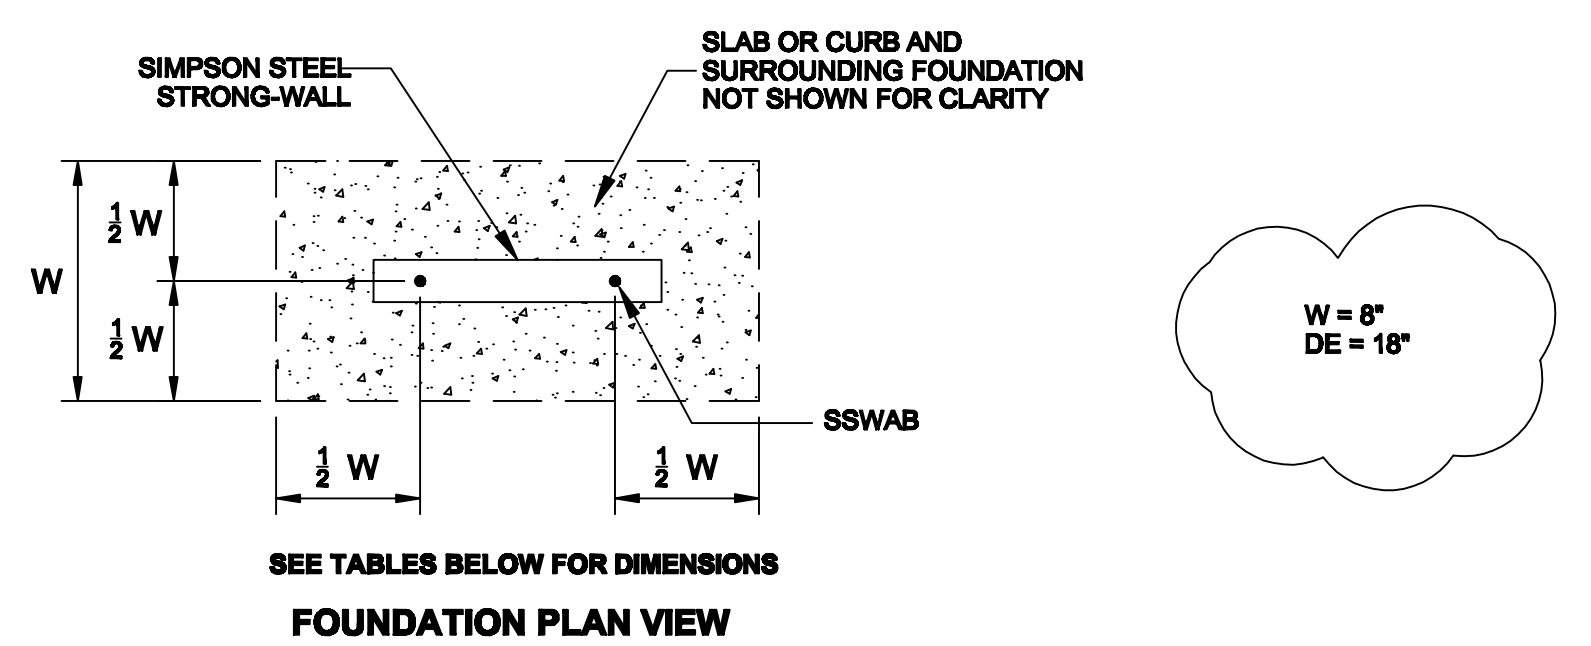 SIMPSON STEEL
STRONG-WALL
SLAB OR CURB AND
SURROUNDING FOUNDATION
NOT SHOWN FOR CLARITY
1/2 W
W
1/2 W
W = 8"
DE = 18"
SSWAB
1/2 W
1/2 W
SEE TABLES BELOW FOR DIMENSIONS
FOUNDATION PLAN VIEW